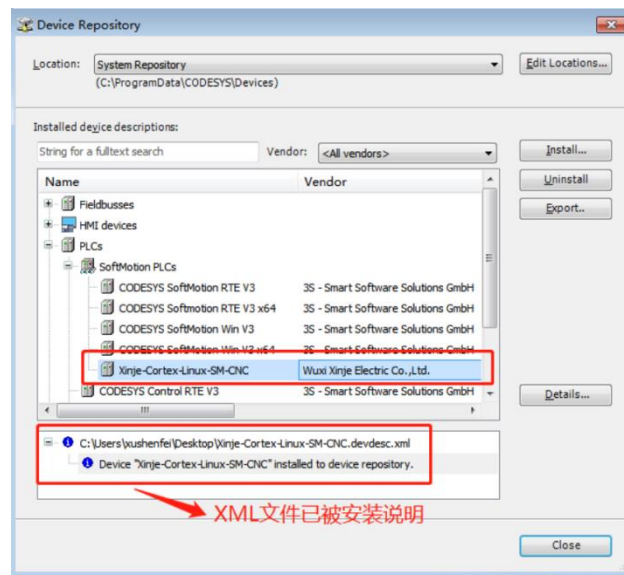 Device Repository
Location: System Repository Edit Locations...
(C:\ProgramData\CODESYS\Devices)
Installed device descriptions:
String for a fulltext search Vendor: <All vendors> Install...
Name Vendor Uninstall
Fieldbusses
HMI devices Export..
PLCs
SoftMotion PLCs
CODESYS SoftMotion RTE V3 3S - Smart Software Solutions GmbH
CODESYS Softmotion RTE V3 x64 3S - Smart Software Solutions GmbH
CODESYS SoftMotion Win V3 3S - Smart Software Solutions GmbH
CODESYS SoftMotion Win V3 x64 3S - Smart Software Solutions GmbH
Xinje-Cortex-Linux-SM-CNC Wuxi Xinje Electric Co.,Ltd.
CODESYS Control RTE V3 3S - Smart Software Solutions GmbH Details...
C:\Users\xushenfei\Desktop\Xinje-Cortex-Linux-SM-CNC.devdesc.xml
Device "Xinje-Cortex-Linux-SM-CNC" installed to device repository.
XML文件已被安装说明
Close